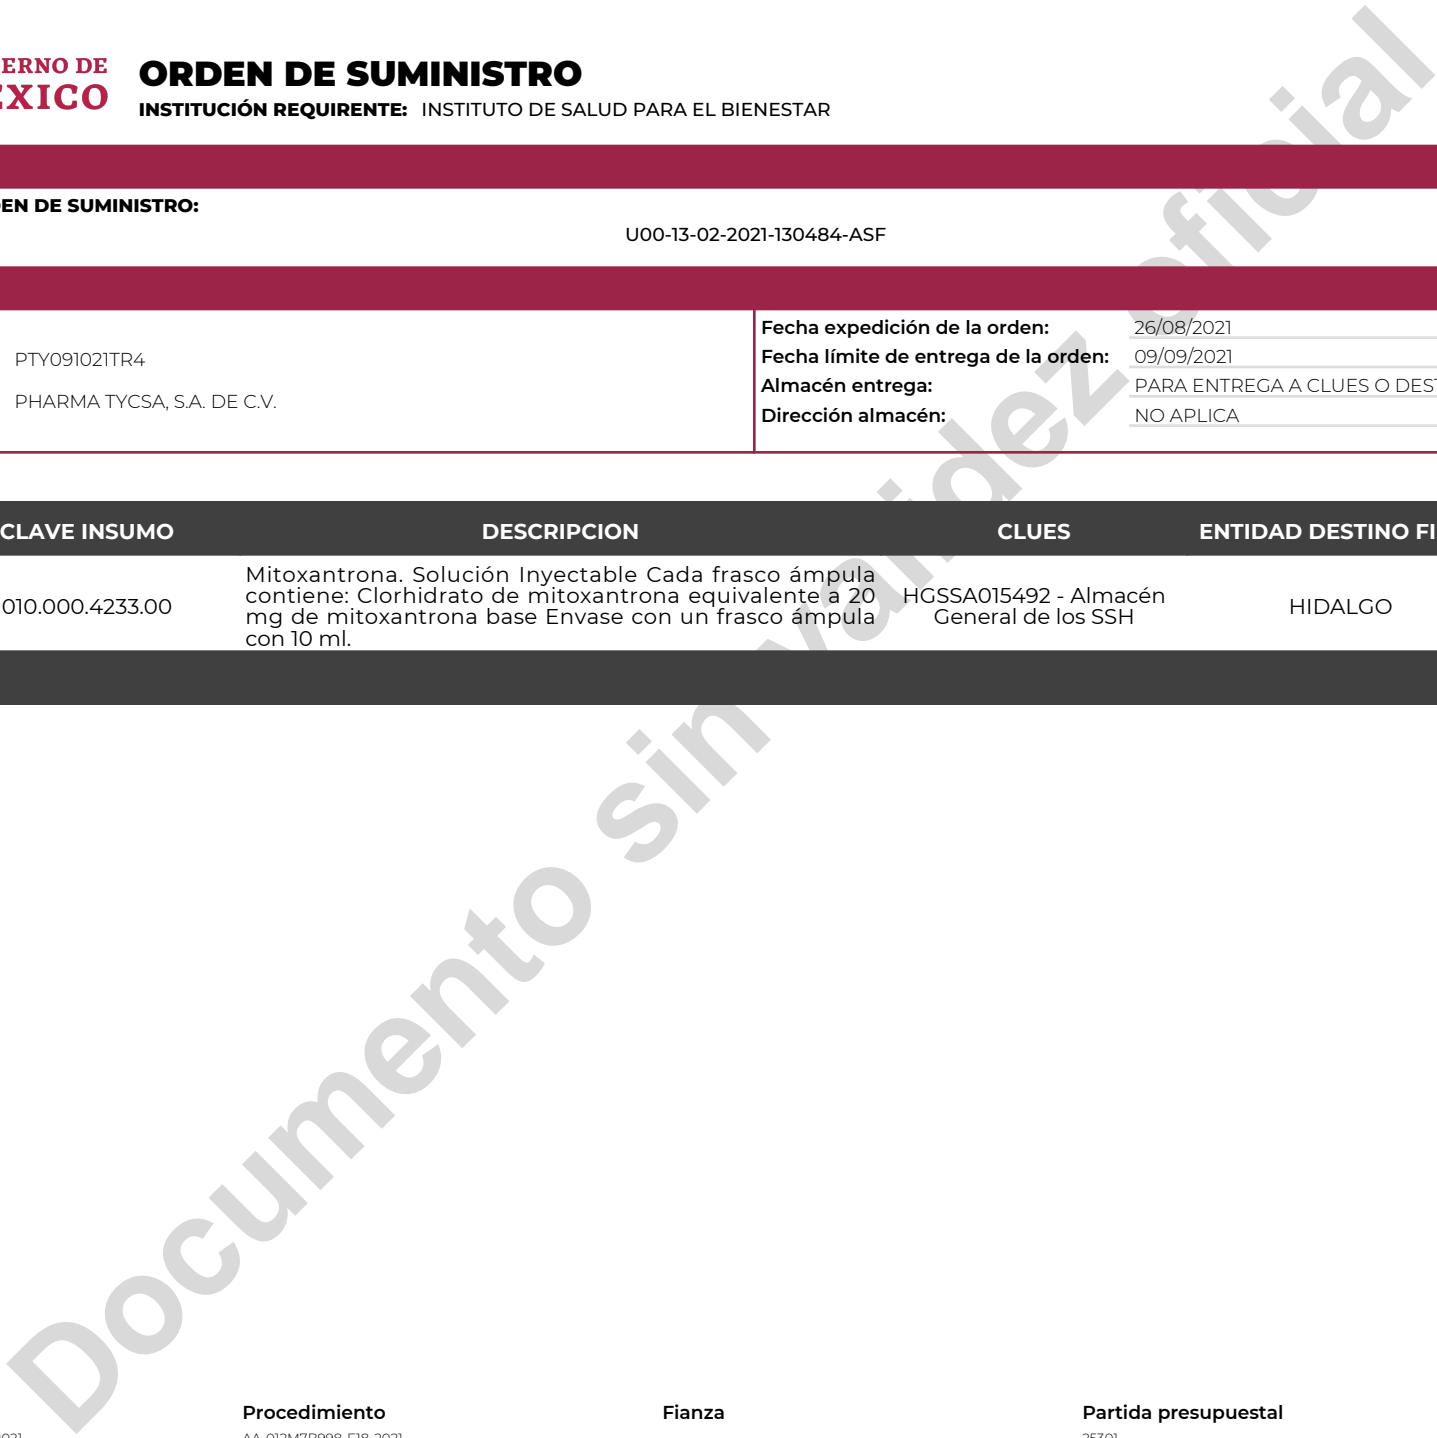 ERNO DE
ÉXICO
ORDEN DE SUMINISTRO
INSTITUCIÓN REQUIRENTE: INSTITUTO DE SALUD PARA EL BIENESTAR
EN DE SUMINISTRO:
U00-13-02-2021-130484-ASF
PTY091021TR4
PHARMA TYCSA, S.A. DE C.V.
Fecha expedición de la orden: 26/08/2021
Fecha límite de entrega de la orden: 09/09/2021
Almacén entrega: PARA ENTREGA A CLUES O DEST
Dirección almacén: NO APLICA
CLAVE INSUMO DESCRIPCION CLUES ENTIDAD DESTINO FI
010.000.4233.00
Mitoxantrona. Solución Inyectable Cada frasco ámpula
contiene: Clorhidrato de mitoxantrona equivalente a 20
mg de mitoxantrona base Envase con un frasco ámpula
con 10 ml.
HGSSA015492 - Almacén
General de los SSH
HIDALGO
Documento sin validez oficial
Procedimiento Fianza Partida presupuestal